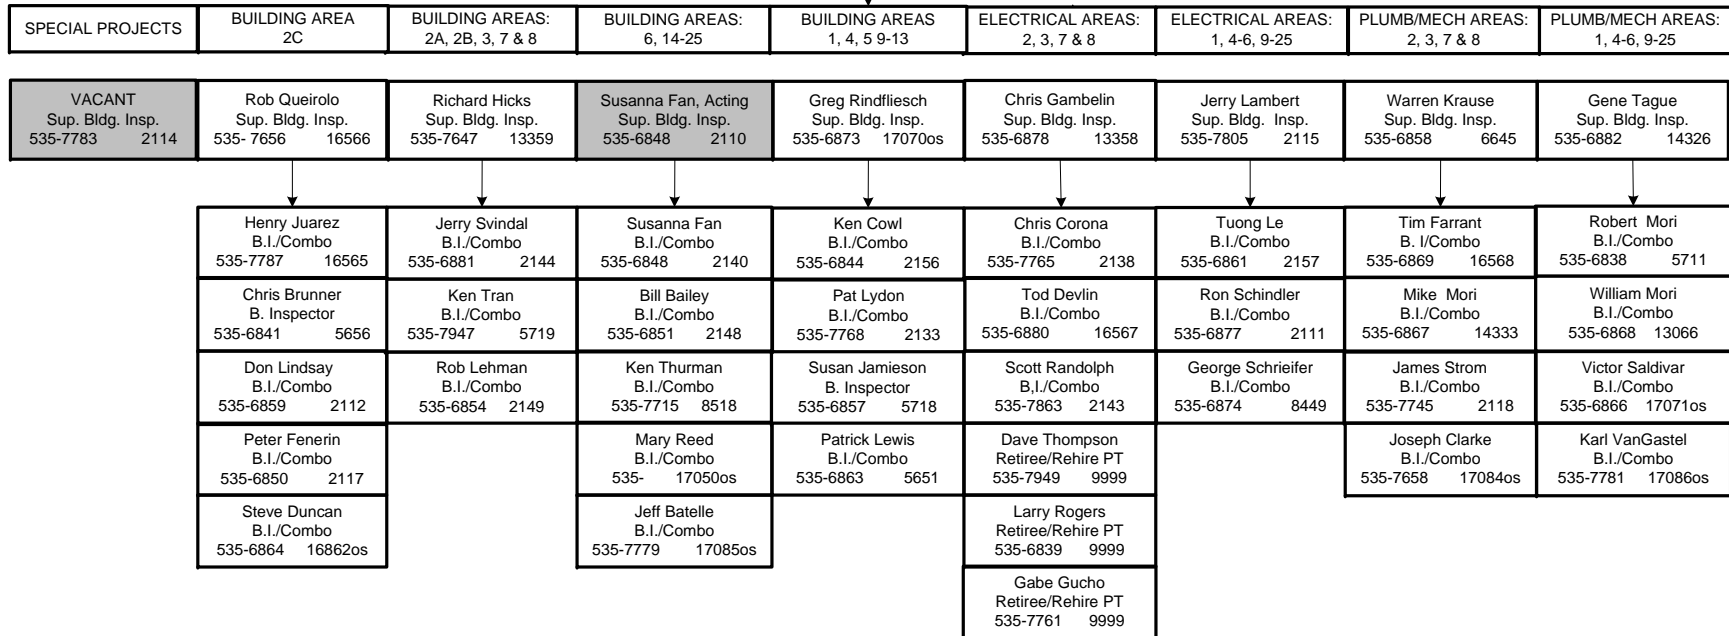 SPECIAL PROJECTS
BUILDING AREA
2C
BUILDING AREAS:
2A, 2B, 3, 7 & 8
BUILDING AREAS:
6, 14-25
BUILDING AREAS
1, 4, 5 9-13
ELECTRICAL AREAS:
2, 3, 7 & 8
ELECTRICAL AREAS:
1, 4-6, 9-25
PLUMB/MECH AREAS:
2, 3, 7 & 8
PLUMB/MECH AREAS:
1, 4-6, 9-25
VACANT
Sup. Bldg. Insp.
535-7783 2114
Rob Queirolo
Sup. Bldg. Insp.
535- 7656 16566
Richard Hicks
Sup. Bldg. Insp.
535-7647 13359
Susanna Fan, Acting
Sup. Bldg. Insp.
535-6848 2110
Greg Rindfliesch
Sup. Bldg. Insp.
535-6873 17070os
Chris Gambelin
Sup. Bldg. Insp.
535-6878 13358
Jerry Lambert
Sup. Bldg. Insp.
535-7805 2115
Warren Krause
Sup. Bldg. Insp.
535-6858 6645
Gene Tague
Sup. Bldg. Insp.
535-6882 14326
Henry Juarez
B.I./Combo
535-7787 16565
Jerry Svindal
B.I./Combo
535-6881 2144
Susanna Fan
B.I./Combo
535-6848 2140
Ken Cowl
B.I./Combo
535-6844 2156
Chris Corona
B.I./Combo
535-7765 2138
Tuong Le
B.I./Combo
535-6861 2157
Tim Farrant
B. I/Combo
535-6869 16568
Robert Mori
B.I./Combo
535-6838 5711
Chris Brunner
B. Inspector
535-6841 5656
Ken Tran
B.I./Combo
535-7947 5719
Bill Bailey
B.I./Combo
535-6851 2148
Pat Lydon
B.I./Combo
535-7768 2133
Tod Devlin
B.I./Combo
535-6880 16567
Ron Schindler
B.I./Combo
535-6877 2111
Mike Mori
B.I./Combo
535-6867 14333
William Mori
B.I./Combo
535-6868 13066
Don Lindsay
B.I./Combo
535-6859 2112
Rob Lehman
B.I./Combo
535-6854 2149
Ken Thurman
B.I./Combo
535-7715 8518
Susan Jamieson
B. Inspector
535-6857 5718
Scott Randolph
B,I./Combo
535-7863 2143
George Schrieifer
B.I./Combo
535-6874 8449
James Strom
B.I./Combo
535-7745 2118
Victor Saldivar
B.I./Combo
535-6866 17071os
Peter Fenerin
B.I./Combo
535-6850 2117
Mary Reed
B.I./Combo
535- 17050os
Patrick Lewis
B.I./Combo
535-6863 5651
Dave Thompson
Retiree/Rehire PT
535-7949 9999
Joseph Clarke
B.I./Combo
535-7658 17084os
Karl VanGastel
B.I./Combo
535-7781 17086os
Steve Duncan
B.I./Combo
535-6864 16862os
Jeff Batelle
B.I./Combo
535-7779 17085os
Larry Rogers
Retiree/Rehire PT
535-6839 9999
Gabe Gucho
Retiree/Rehire PT
535-7761 9999